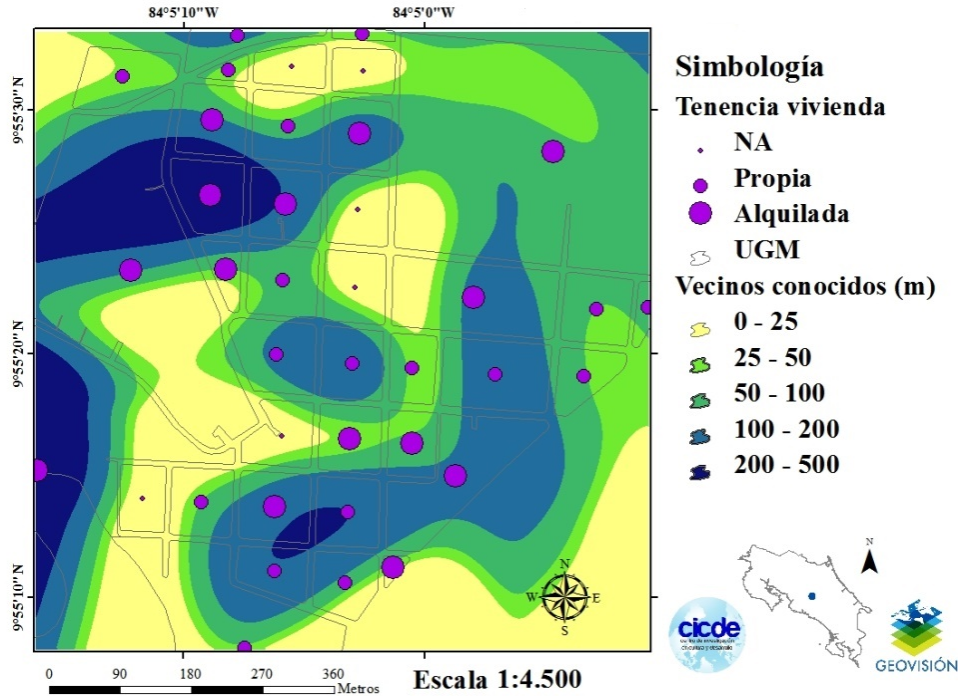 84°5'10"W 84°5'0"W
9°55'30" N
9°55'20" N
9°55'10" N
Simbología
Tenencia vivienda
NA
Propia
Alquilada
UGM
Vecinos conocidos (m)
0 - 25
25 - 50
50 - 100
100 - 200
200 - 500
N
W E
S
0 90 180 270 360
Metros
Escala 1:4.500
cicde
N
GEOVISIÓN